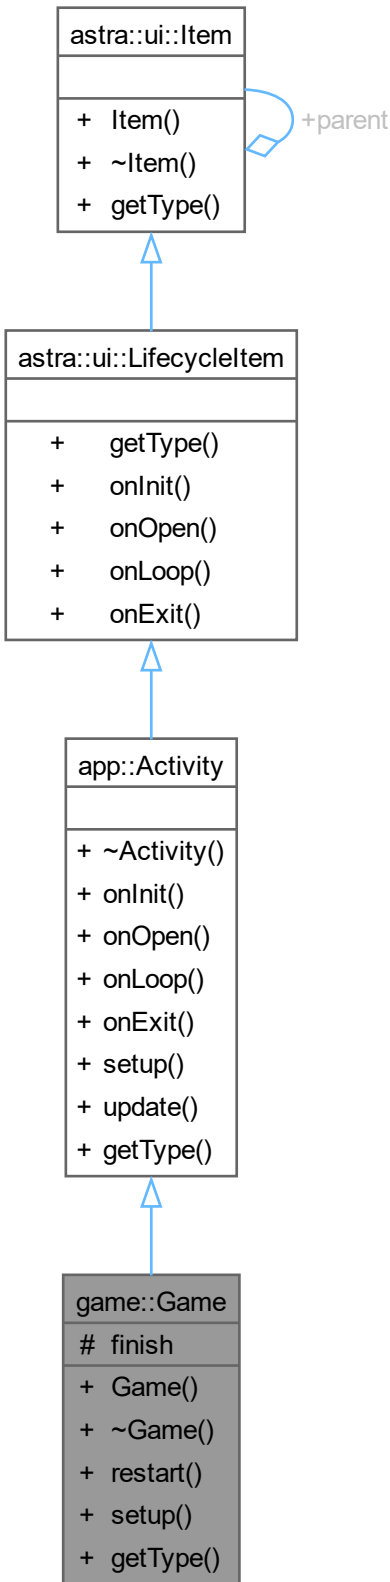 astra::ui::Item
+ Item()
+ ~Item()
+ getType()
+parent
astra::ui::LifecycleItem
+ getType()
+ onInit()
+ onOpen()
+ onLoop()
+ onExit()
app::Activity
+ ~Activity()
+ onInit()
+ onOpen()
+ onLoop()
+ onExit()
+ setup()
+ update()
+ getType()
game::Game
# finish
+ Game()
+ ~Game()
+ restart()
+ setup()
+ getType()